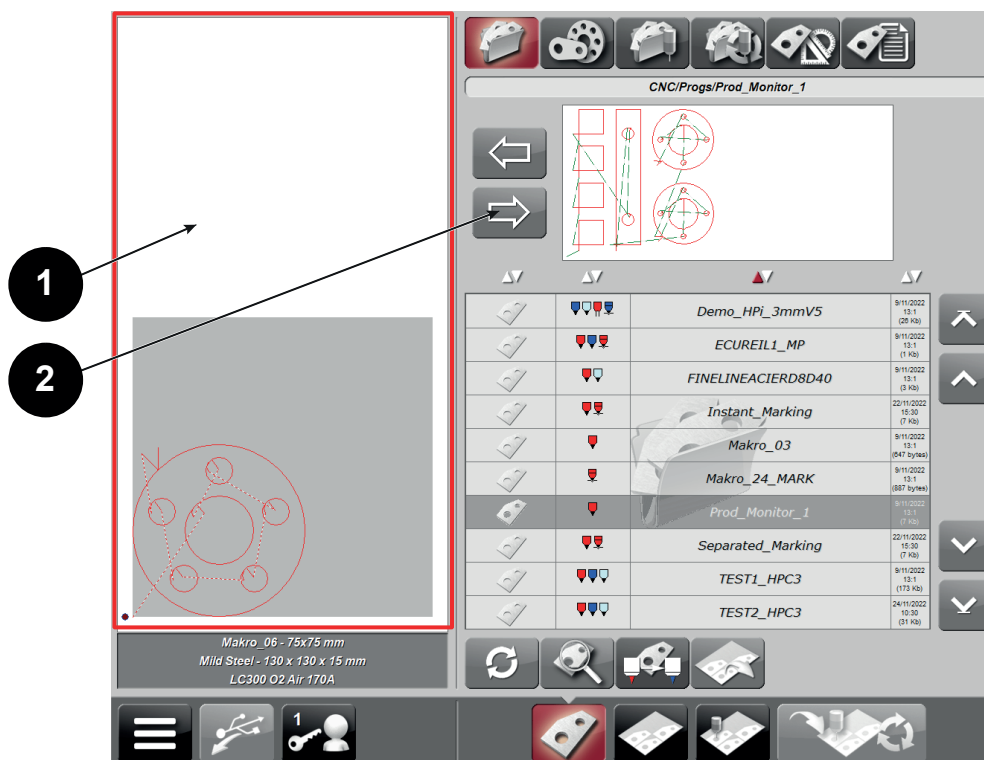 CNC/Progs/Prod_Monitor_1
1
2
Demo_HPi_3mmV5
9/11/2022
13:1
(26 Kb)
ECUREIL1_MP
9/11/2022
13:1
(1 Kb)
FINELINEACIERD8D40
9/11/2022
13:1
(3 Kb)
Instant_Marking
22/11/2022
15:30
(7 Kb)
Makro_03
9/11/2022
13:1
(647 bytes)
Makro_24_MARK
9/11/2022
13:1
(887 bytes)
Prod_Monitor_1
9/11/2022
13:1
(7 Kb)
Separated_Marking
22/11/2022
15:30
(7 Kb)
TEST1_HPC3
9/11/2022
13:1
(173 Kb)
TEST2_HPC3
24/11/2022
10:30
(31 Kb)
Makro_06 - 75x75 mm
Mild Steel - 130 x 130 x 15 mm
LC300 O2 Air 170A
1